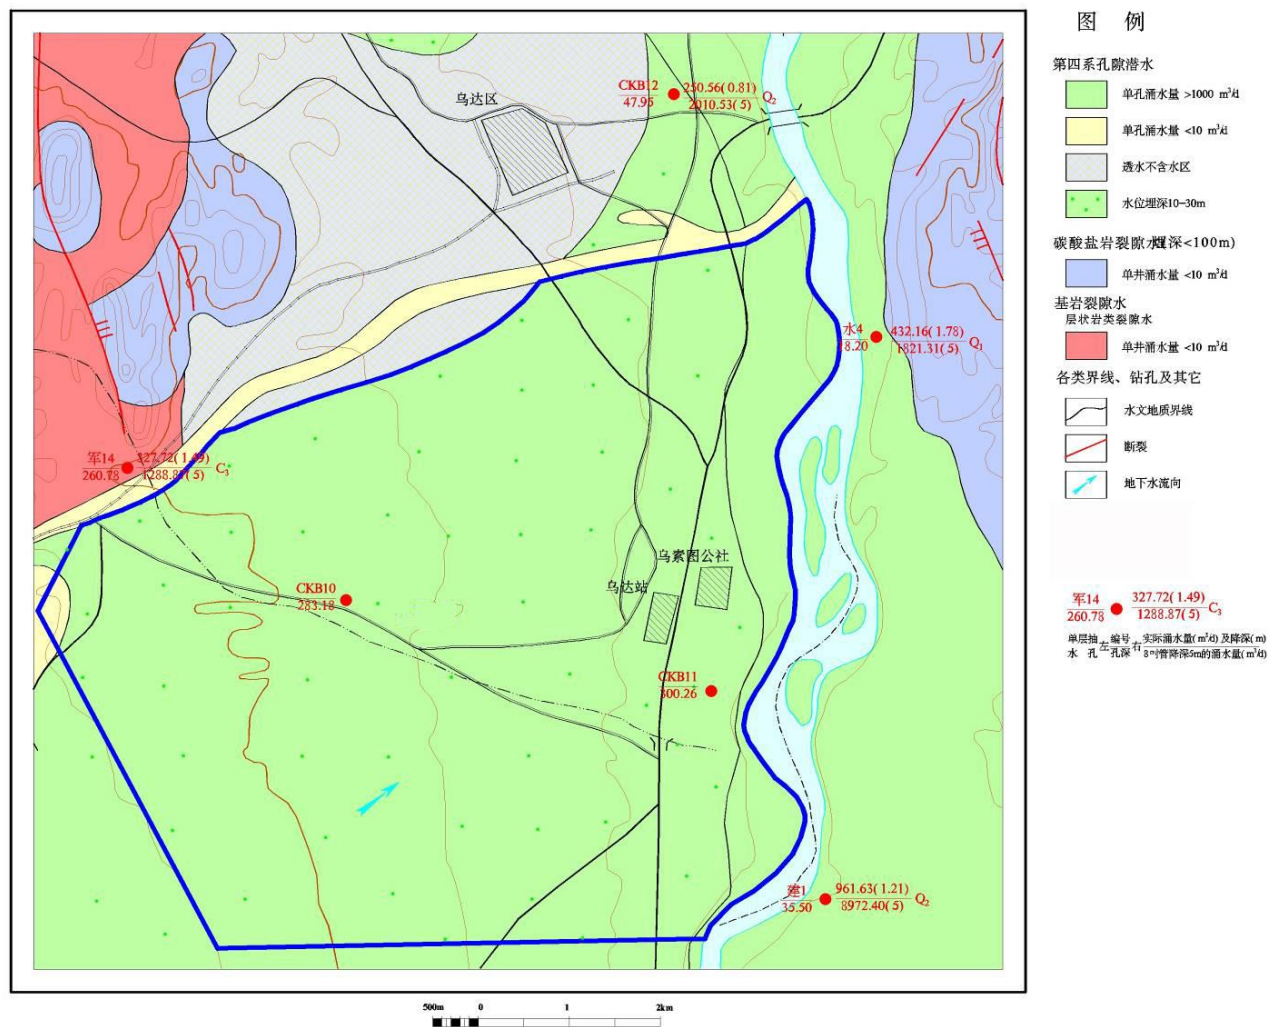 图 例
第四系孔隙潜水
单孔涌水量 >1000 m³/d
单孔涌水量 <10 m³/d
透水不含水区
水位埋深10-30m
碳酸盐岩裂隙水(埋深<100m)
单井涌水量 <10 m³/d
基岩裂隙水
层状岩类裂隙水
单井涌水量 <10 m³/d
各类界线、钻孔及其它
水文地质界线
断裂
地下水流向
军14 327.72(1.49)
260.78 1288.87(5) C₃
单层抽 左 编号 右 实际涌水量(m³/d)及降深(m)
水 孔 孔深 8吋管降深5m的涌水量(m³/d)
乌达区
CKB12 250.56(0.81)
47.95 2010.53(5) Q₂
水4 432.16(1.78)
8.20 1821.31(5) Q₁
军14 327.72(1.49)
260.78 1288.87(5) C₃
乌素图公社
乌达站
CKB10
283.18
CKB11
300.26
961.63(1.21)
35.50 8972.40(5) Q₂
500m 0 1 2km